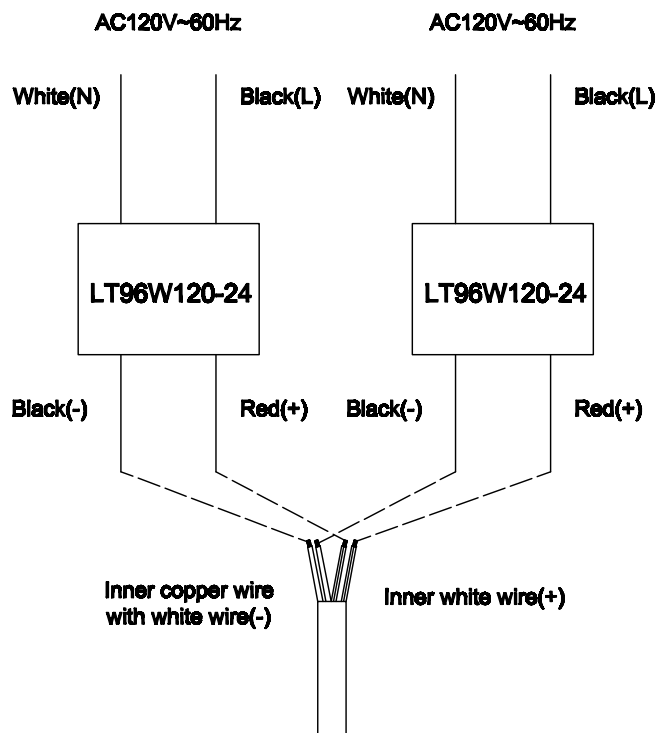 AC120V~60Hz
AC120V~60Hz
White(N)
Black(L)
White(N)
Black(L)
LT96W120-24
LT96W120-24
Black(-)
Red(+)
Black(-)
Red(+)
Inner copper wire
with white wire(-)
Inner white wire(+)